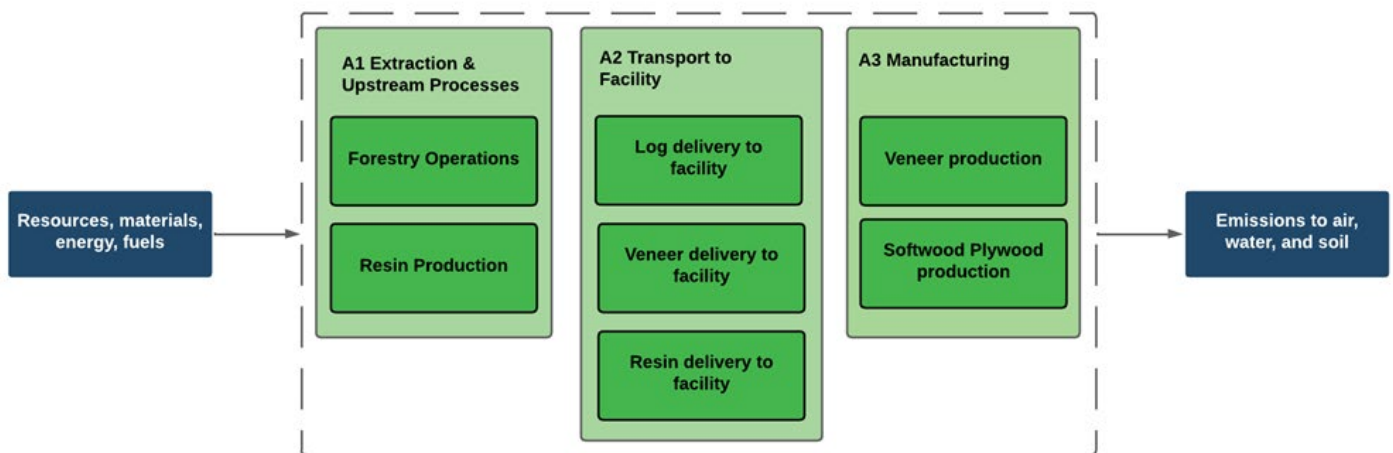 Resources, materials,
energy, fuels
A1 Extraction &
Upstream Processes
Forestry Operations
Resin Production
A2 Transport to
Facility
Log delivery to
facility
Veneer delivery to
facility
Resin delivery to
facility
A3 Manufacturing
Veneer production
Softwood Plywood
production
Emissions to air,
water, and soil